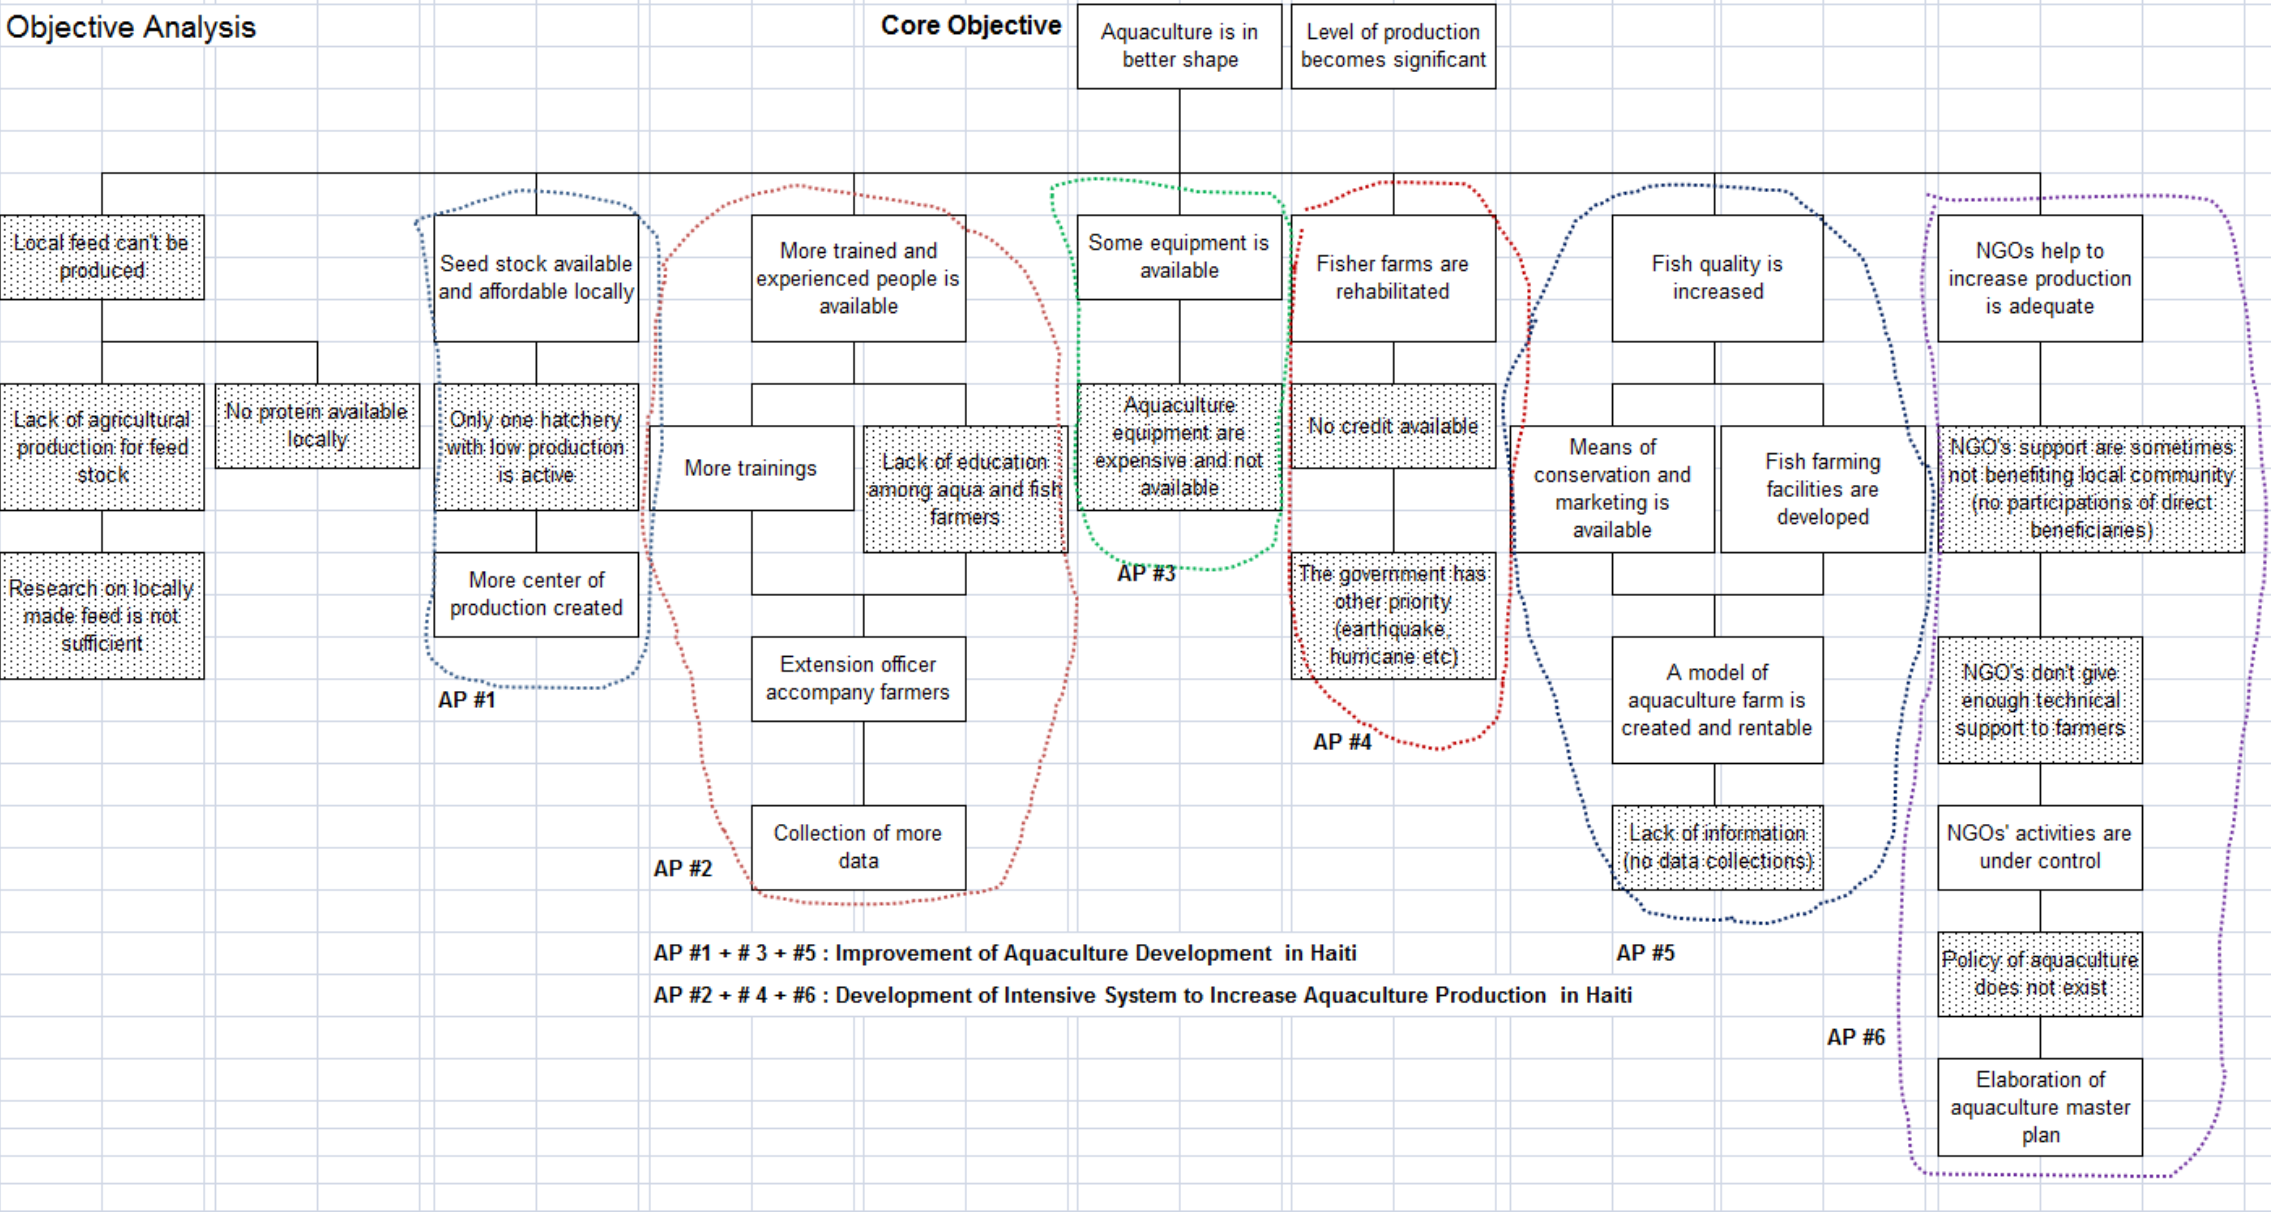 Objective Analysis
Core Objective
Aquaculture is in
better shape
Level of production
becomes significant
Local feed can't be
produced
Seed stock available
and affordable locally
More trained and
experienced people is
available
Some equipment is
available
Fisher farms are
rehabilitated
Fish quality is
increased
NGOs help to
increase production
is adequate
Lack of agricultural
production for feed
stock
No protein available
locally
Only one hatchery
with low production
is active
More trainings
Lack of education
among aqua and fish
farmers
Aquaculture
equipment are
expensive and not
available
No credit available
Means of
conservation and
marketing is
available
Fish farming
facilities are
developed
NGO's support are sometimes
not benefiting local community
(no participations of direct
beneficiaries)
Research on locally
made feed is not
sufficient
More center of
production created
AP #1
Extension officer
accompany farmers
AP #3
The government has
other priority
(earthquake,
hurricane etc)
AP #4
A model of
aquaculture farm is
created and rentable
NGO's don't give
enough technical
support to farmers
Collection of more
data
AP #2
Lack of information
(no data collections)
NGOs' activities are
under control
AP #1 + # 3 + #5 : Improvement of Aquaculture Development in Haiti
AP #5
AP #2 + # 4 + #6 : Development of Intensive System to Increase Aquaculture Production in Haiti
Policy of aquaculture
does not exist
AP #6
Elaboration of
aquaculture master
plan